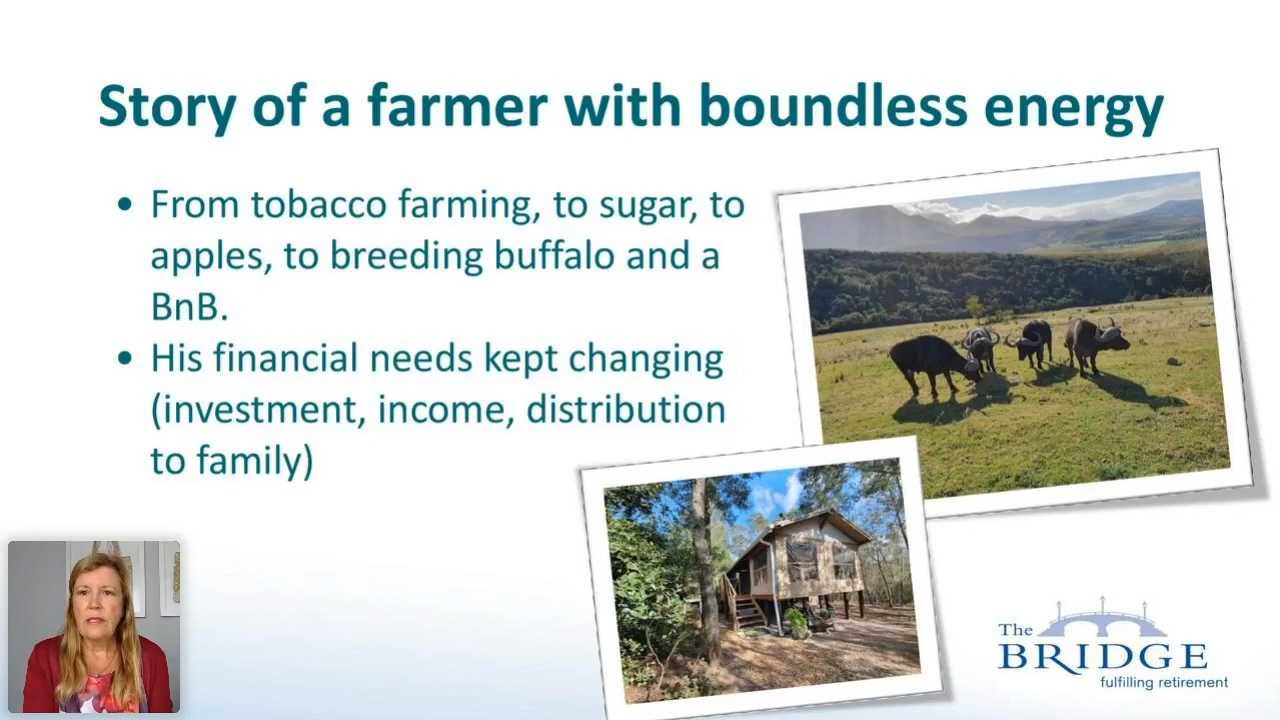 Story of a farmer with boundless energy
• From tobacco farming, to sugar, to
apples, to breeding buffalo and a
BnB.
• His financial needs kept changing
(investment, income, distribution
to family)
The
BRIDGE
fulfilling retirement